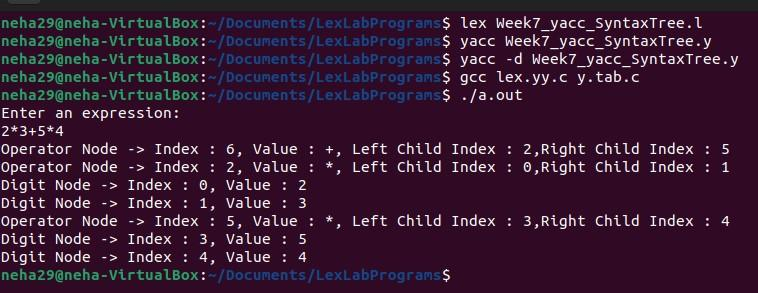 neha29@neha-VirtualBox:~/Documents/LexLabPrograms$ lex Week7_yacc_SyntaxTree.l
neha29@neha-VirtualBox:~/Documents/LexLabPrograms$ yacc Week7_yacc_SyntaxTree.y
neha29@neha-VirtualBox:~/Documents/LexLabPrograms$ yacc -d Week7_yacc_SyntaxTree.y
neha29@neha-VirtualBox:~/Documents/LexLabPrograms$ gcc lex.yy.c y.tab.c
neha29@neha-VirtualBox:~/Documents/LexLabPrograms$ ./a.out
Enter an expression:
2*3+5*4
Operator Node -> Index : 6, Value : +, Left Child Index : 2,Right Child Index : 5
Operator Node -> Index : 2, Value : *, Left Child Index : 0,Right Child Index : 1
Digit Node -> Index : 0, Value : 2
Digit Node -> Index : 1, Value : 3
Operator Node -> Index : 5, Value : *, Left Child Index : 3,Right Child Index : 4
Digit Node -> Index : 3, Value : 5
Digit Node -> Index : 4, Value : 4
neha29@neha-VirtualBox:~/Documents/LexLabPrograms$